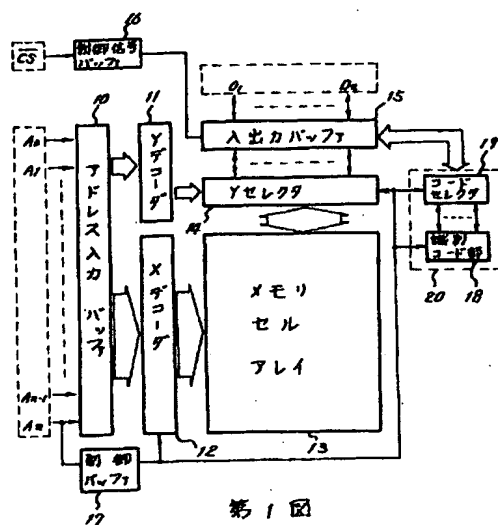 16
CS
制御信号
バッファ
10
11
O1
On
15
A0
A1
アドレス入力
バッファ
Yデコーダ
入出力バッファ
Yセレクタ
14
19
コード
セレクタ
識別
コード部
20
18
Xデコーダ
メモリ
セル
アレイ
An-1
An
12
13
制御
バッファ
17
第1図